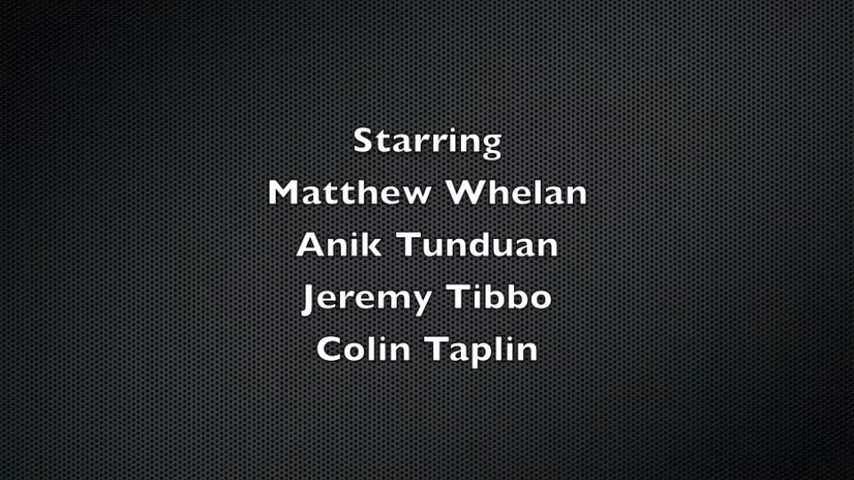 Starring
Matthew Whelan
Anik Tunduan
Jeremy Tibbo
Colin Taplin